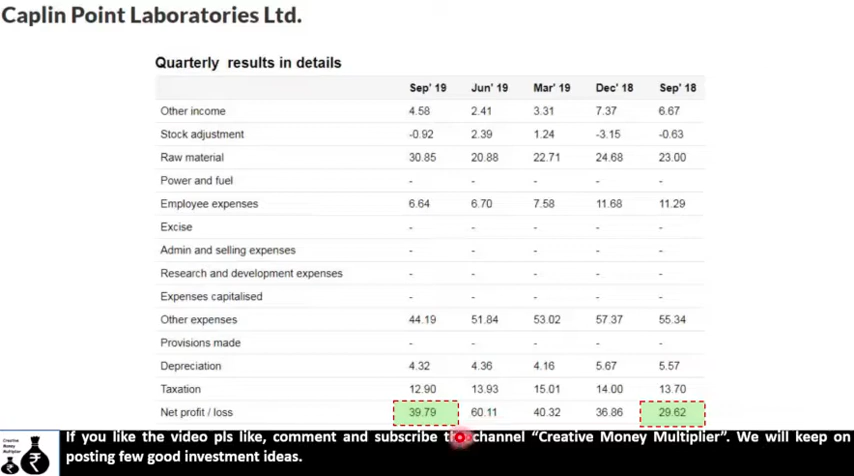 Caplin Point Laboratories Ltd.
Quarterly results in details
Sep' 19 Jun' 19 Mar' 19 Dec' 18 Sep' 18
Other income 4.58 2.41 3.31 7.37 6.67
Stock adjustment -0.92 2.39 1.24 -3.15 -0.63
Raw material 30.85 20.88 22.71 24.68 23.00
Power and fuel - - - - -
Employee expenses 6.64 6.70 7.58 11.68 11.29
Excise - - - - -
Admin and selling expenses - - - - -
Research and development expenses - - - - -
Expenses capitalised - - - - -
Other expenses 44.19 51.84 53.02 57.37 55.34
Provisions made - - - - -
Depreciation 4.32 4.36 4.16 5.67 5.57
Taxation 12.90 13.93 15.01 14.00 13.70
Net profit / loss 39.79 60.11 40.32 36.86 29.62
Creative
Money
Multiplier
If you like the video pls like, comment and subscribe channel “Creative Money Multiplier”. We will keep on
posting few good investment ideas.